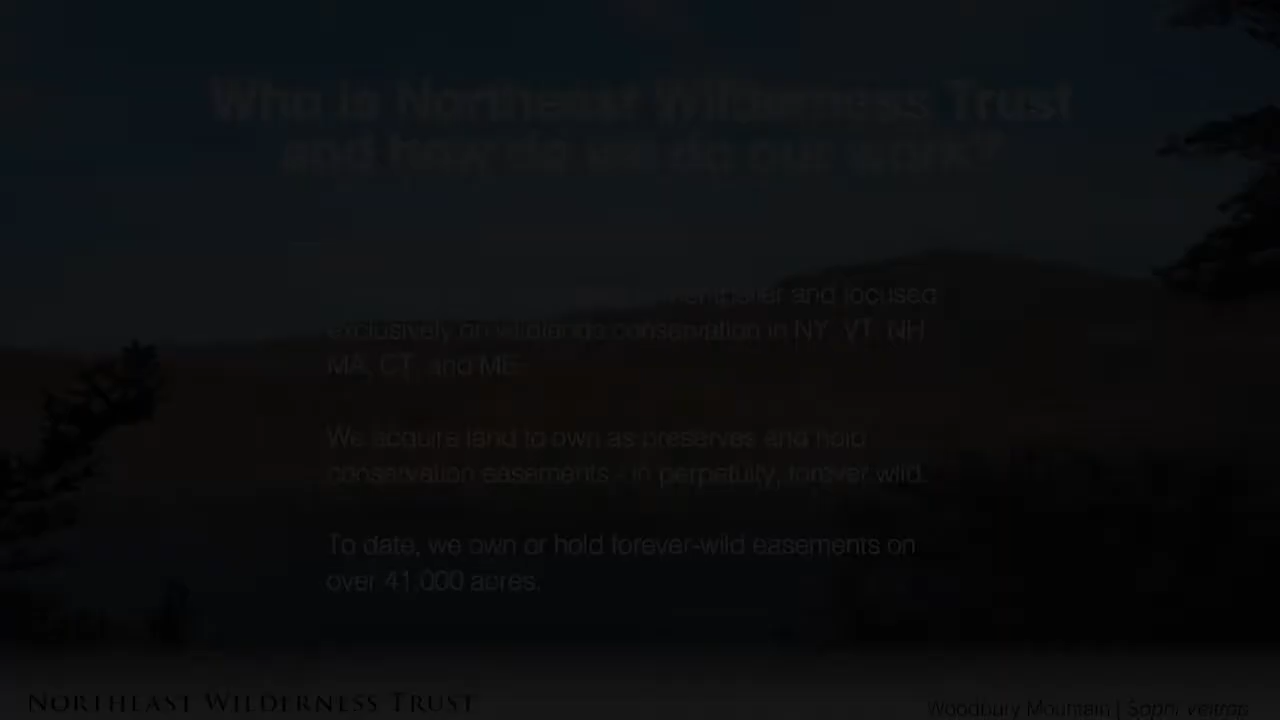 Who is Northeast Wilderness Trust
and how do we do our work?
and focused
exclusively on wildlands conservation in NY, VT, NH
MA, CT, and ME.
We acquire land to own as preserves and hold
conservation easements - in perpetuity, forever wild.
To date, we own or hold forever-wild easements on
over 41,000 acres.
NORTHEAST WILDERNESS TRUST
Woodbury Mountain |